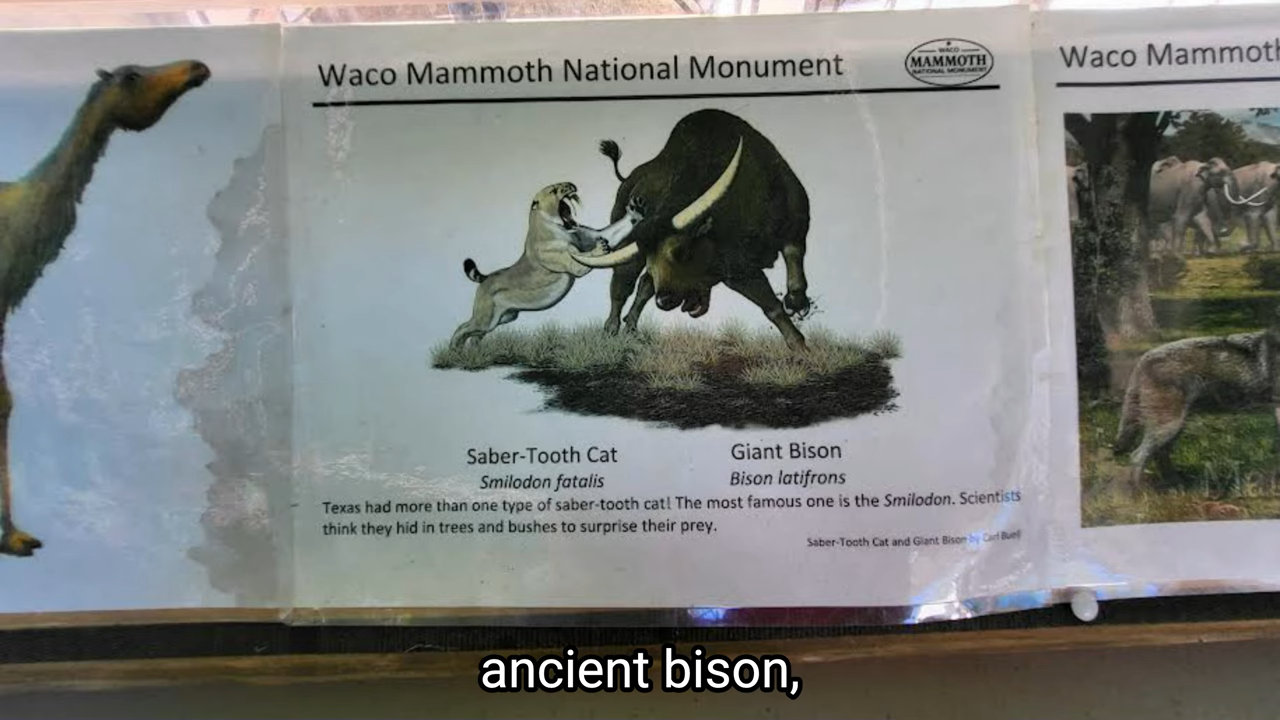 Waco Mammoth National Monument
WACO
MAMMOTH
NATIONAL MONUMENT
Waco Mammoth
Saber-Tooth Cat
Giant Bison
Smilodon fatalis
Bison latifrons
Texas had more than one type of saber-tooth cat! The most famous one is the Smilodon. Scientists
think they hid in trees and bushes to surprise their prey.
Saber-Tooth Cat and Giant Bison by Carl Buell
ancient bison,